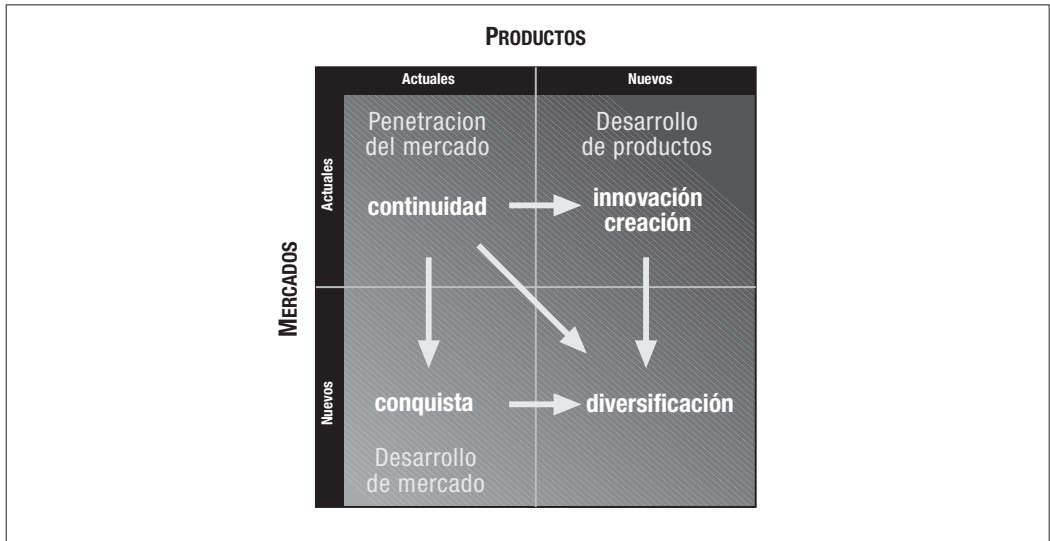 PRODUCTOS
Actuales
Nuevos
MERCADOS
Actuales
Penetracion
del mercado
continuidad
Desarrollo
de productos
innovación
creación
Nuevos
conquista
Desarrollo
de mercado
diversificación